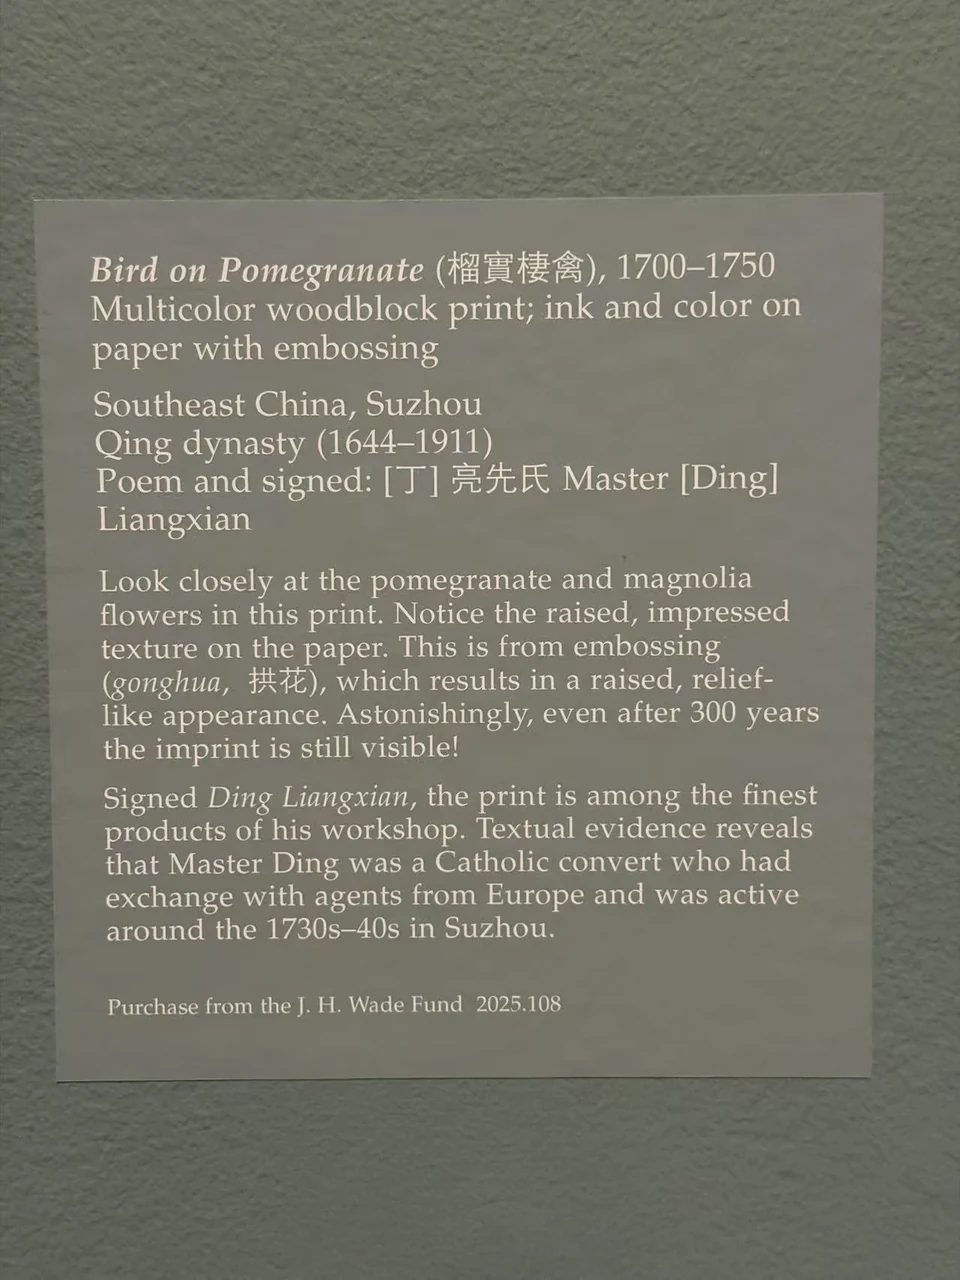 Bird on Pomegranate (榴實棲禽), 1700–1750
Multicolor woodblock print; ink and color on
paper with embossing
Southeast China, Suzhou
Qing dynasty (1644–1911)
Poem and signed: [丁] 亮先氏 Master [Ding]
Liangxian
Look closely at the pomegranate and magnolia
flowers in this print. Notice the raised, impressed
texture on the paper. This is from embossing
(gonghua, 拱花), which results in a raised, relief-
like appearance. Astonishingly, even after 300 years
the imprint is still visible!
Signed Ding Liangxian, the print is among the finest
products of his workshop. Textual evidence reveals
that Master Ding was a Catholic convert who had
exchange with agents from Europe and was active
around the 1730s–40s in Suzhou.
Purchase from the J. H. Wade Fund 2025.108